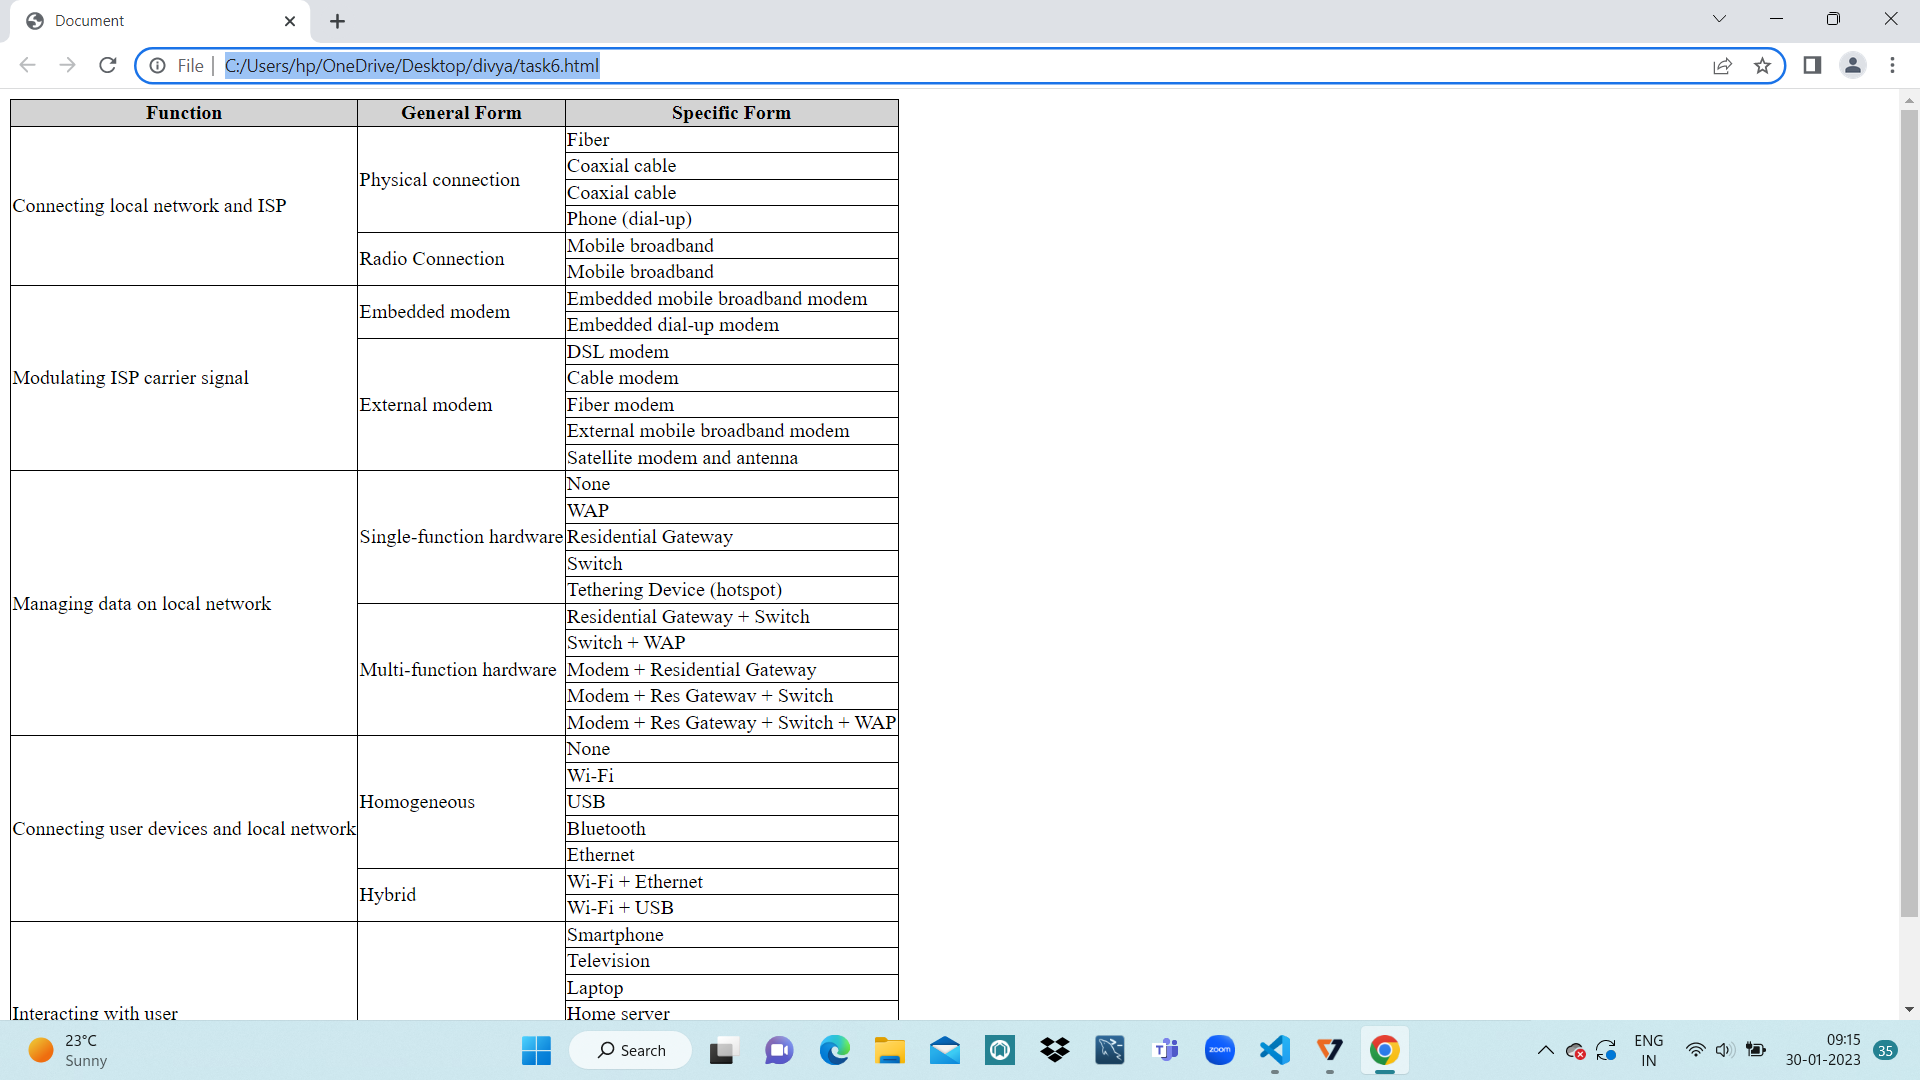 Document
File
C:/Users/hp/OneDrive/Desktop/divya/task6.html
Function General Form Specific Form
Connecting local network and ISP
Physical connection
Fiber
Coaxial cable
Coaxial cable
Phone (dial-up)
Radio Connection
Mobile broadband
Mobile broadband
Modulating ISP carrier signal
Embedded modem
Embedded mobile broadband modem
Embedded dial-up modem
External modem
DSL modem
Cable modem
Fiber modem
External mobile broadband modem
Satellite modem and antenna
Managing data on local network
Single-function hardware
None
WAP
Residential Gateway
Switch
Tethering Device (hotspot)
Multi-function hardware
Residential Gateway + Switch
Switch + WAP
Modem + Residential Gateway
Modem + Res Gatewav + Switch
Modem + Res Gateway + Switch + WAP
Connecting user devices and local network
Homogeneous
None
Wi-Fi
USB
Bluetooth
Ethernet
Hybrid
Wi-Fi + Ethernet
Wi-Fi + USB
Interacting with user
Smartphone
Television
Laptop
Home server
23°C
Sunny
Search
zoom
ENG
IN
09:15
30-01-2023
35